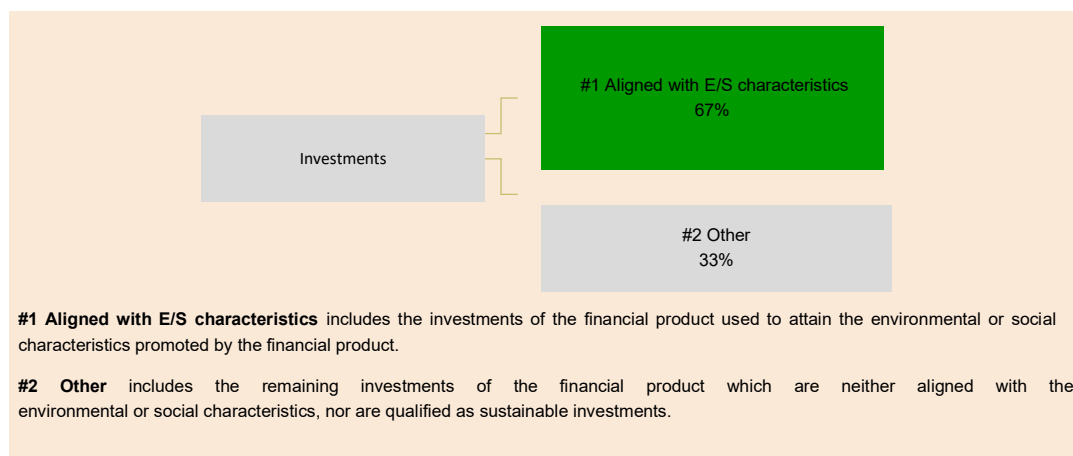 #1 Aligned with E/S characteristics
67%
Investments
#2 Other
33%
#1 Aligned with E/S characteristics includes the investments of the financial product used to attain the environmental or social
characteristics promoted by the financial product.
#2 Other includes the remaining investments of the financial product which are neither aligned with the
environmental or social characteristics, nor are qualified as sustainable investments.